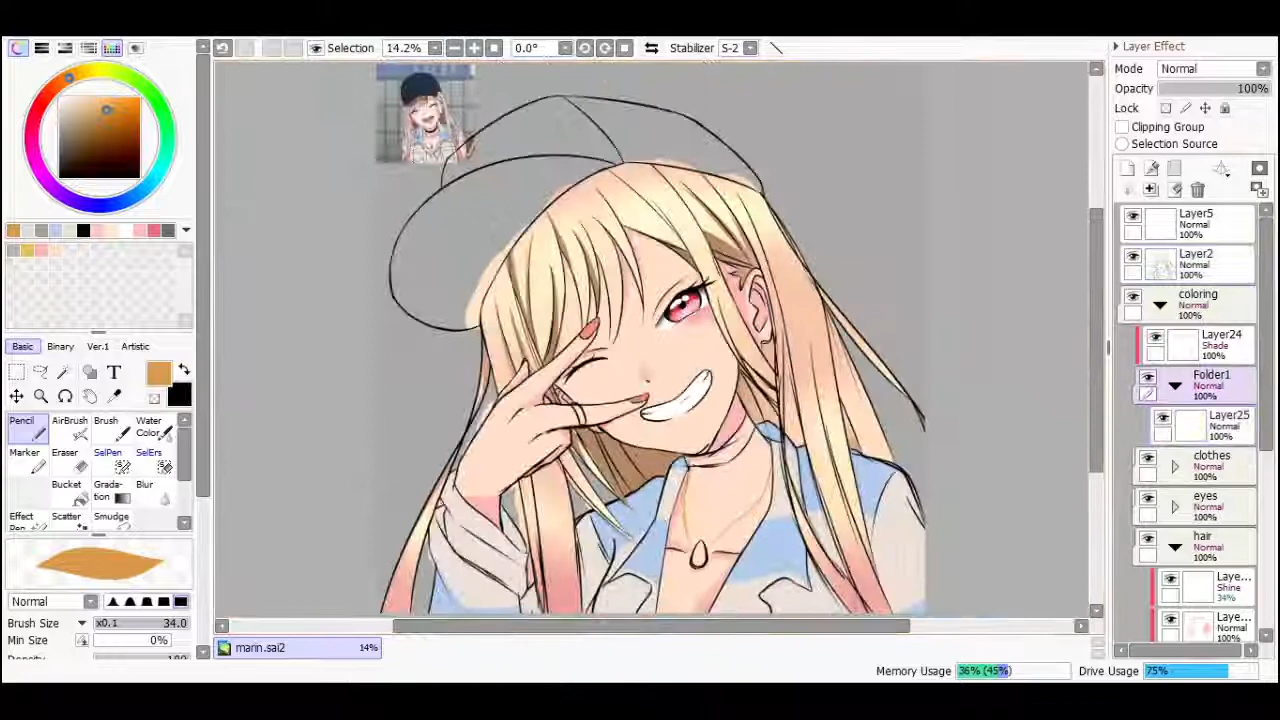 Selection 14.2% 0.0° Stabilizer S-2
Layer Effect
Mode Normal
Opacity 100%
Lock
Clipping Group
Selection Source
Layer5
Normal
100%
Layer2
Normal
100%
coloring
Normal
100%
Layer24
Shade
100%
Folder1
Normal
100%
Layer25
Normal
100%
clothes
Normal
100%
eyes
Normal
100%
hair
Normal
100%
Laye...
Shine
34%
Laye...
Normal
100%
Basic Binary Ver.1 Artistic
T
Pencil AirBrush Brush Water Color
Marker Eraser SelPen SelErs
Bucket Grada-tion Blur
Effect Pen Scatter Smudge
Normal
Brush Size x0.1 34.0
Min Size 0%
marin.sai2 14%
Memory Usage 36% (45%) Drive Usage 75%